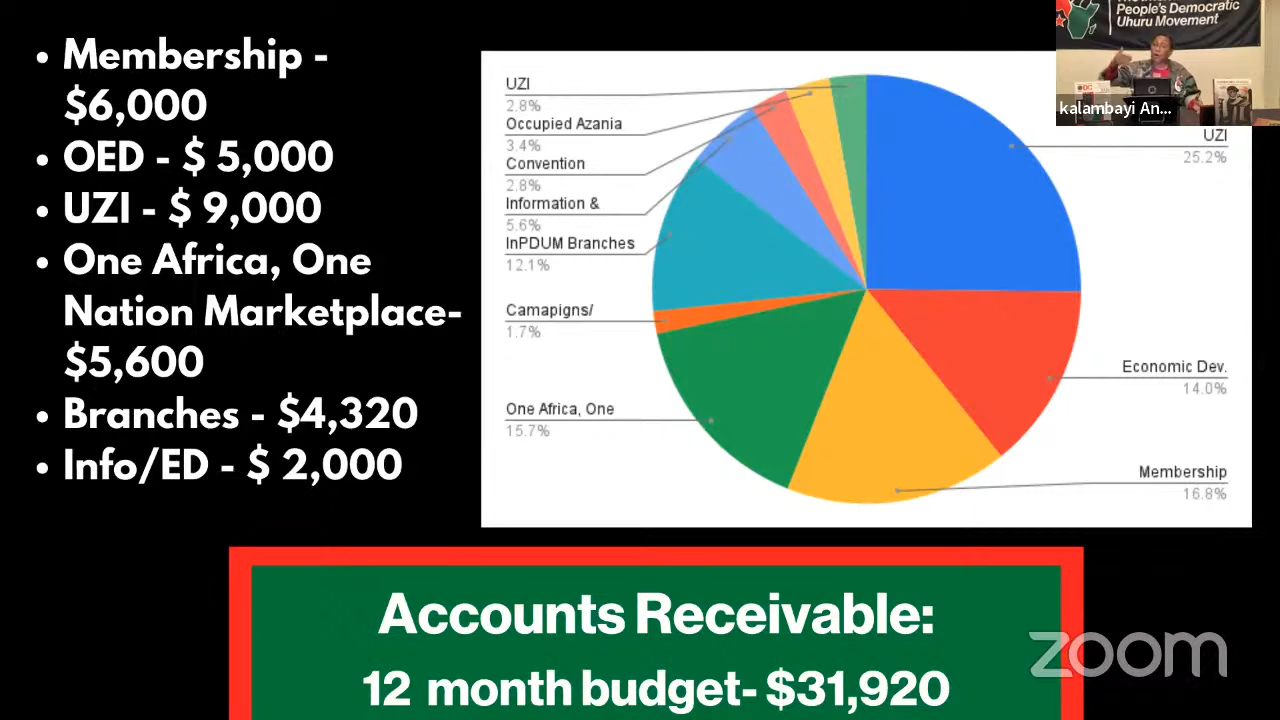 • Membership -
$6,000
• OED - $ 5,000
• UZI - $ 9,000
• One Africa, One
Nation Marketplace-
$5,600
• Branches - $4,320
• Info/ED - $ 2,000
UZI
2.8%
Occupied Azania
3.4%
Convention
2.8%
Information &
5.6%
InPDUM Branches
12.1%
Camapigns/
1.7%
One Africa, One
15.7%
UZI
25.2%
Economic Dev.
14.0%
Membership
16.8%
People's Democratic
Uhuru Movement
kalambayi An...
Accounts Receivable:
12 month budget- $31,920
zoom